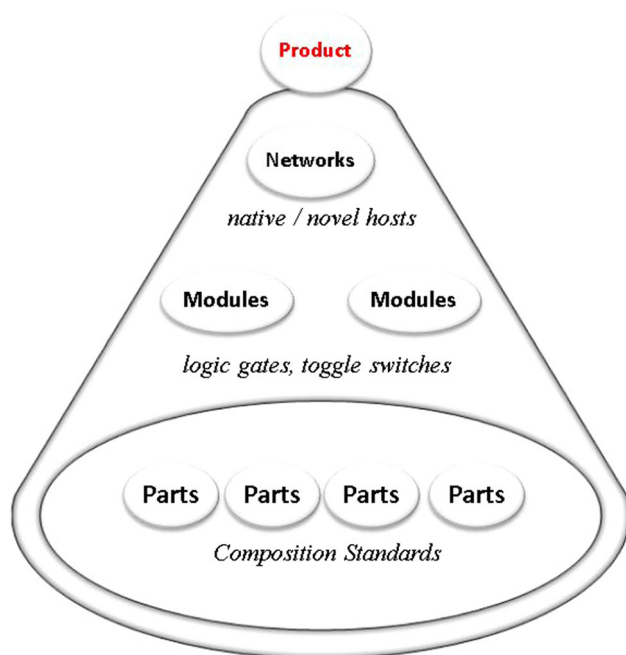 Product
Networks
native / novel hosts
Modules Modules
logic gates, toggle switches
Parts Parts Parts Parts
Composition Standards